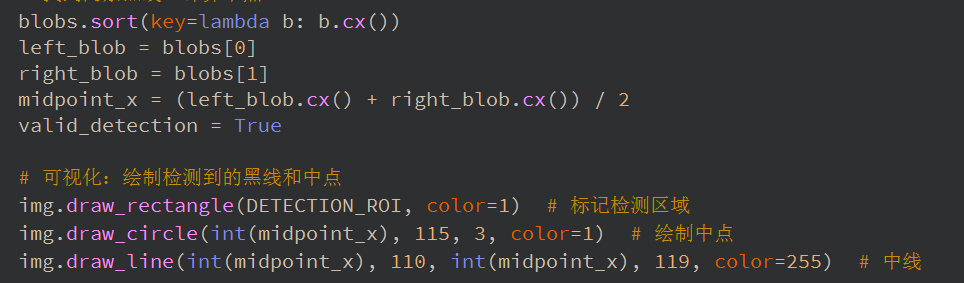 blobs.sort(key=lambda b: b.cx())
left_blob = blobs[0]
right_blob = blobs[1]
midpoint_x = (left_blob.cx() + right_blob.cx()) / 2
valid_detection = True
# 可视化：绘制检测到的黑线和中点
img.draw_rectangle(DETECTION_ROI, color=1)  # 标记检测区域
img.draw_circle(int(midpoint_x), 115, 3, color=1)  # 绘制中点
img.draw_line(int(midpoint_x), 110, int(midpoint_x), 119, color=255)  # 中线